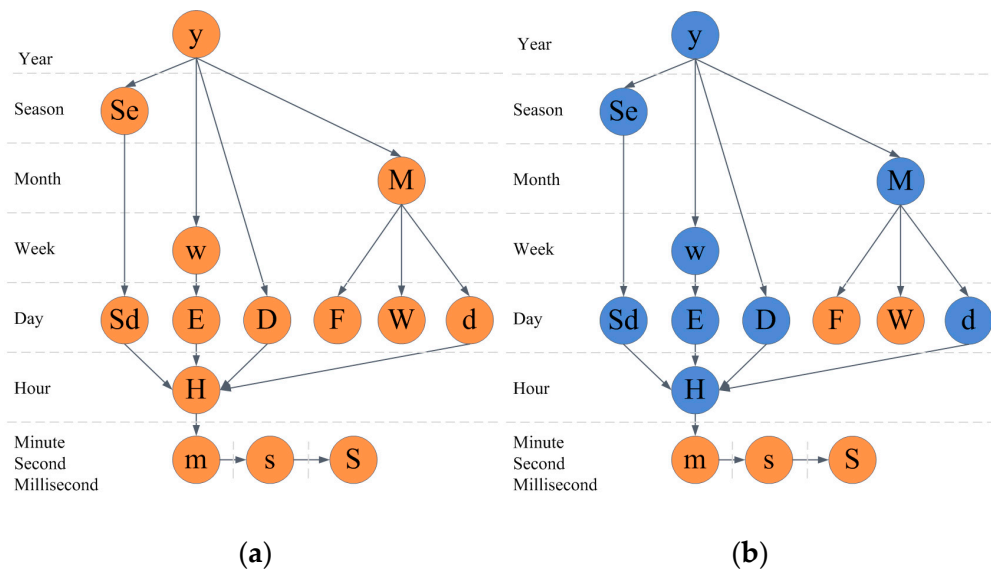 y
Year
Season
Se
Month
M
Week
w
Day
Sd
E
D
F
W
d
Hour
H
Minute
Second
Millisecond
m
s
S
(a)
y
Year
Season
Se
Month
M
Week
w
Day
Sd
E
D
F
W
d
Hour
H
Minute
Second
Millisecond
m
s
S
(b)